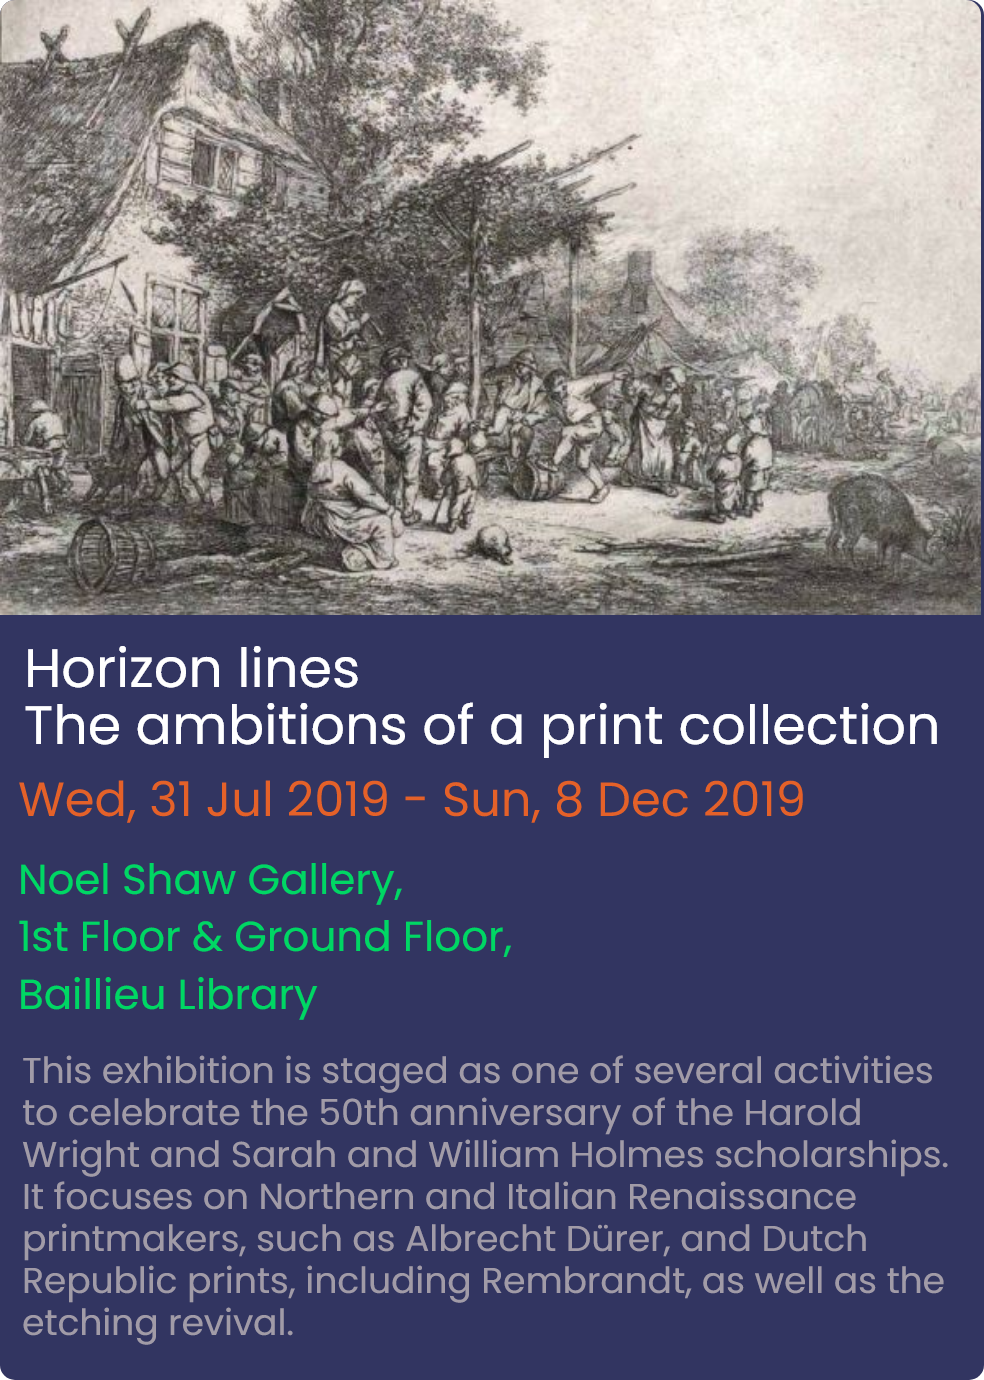 Horizon lines
The ambitions of a print collection
Wed, 31 Jul 2019 - Sun, 8 Dec 2019
Noel Shaw Gallery,
1st Floor & Ground Floor,
Baillieu Library
This exhibition is staged as one of several activities
to celebrate the 50th anniversary of the Harold
Wright and Sarah and William Holmes scholarships.
It focuses on Northern and Italian Renaissance
printmakers, such as Albrecht Dürer, and Dutch
Republic prints, including Rembrandt, as well as the
etching revival.